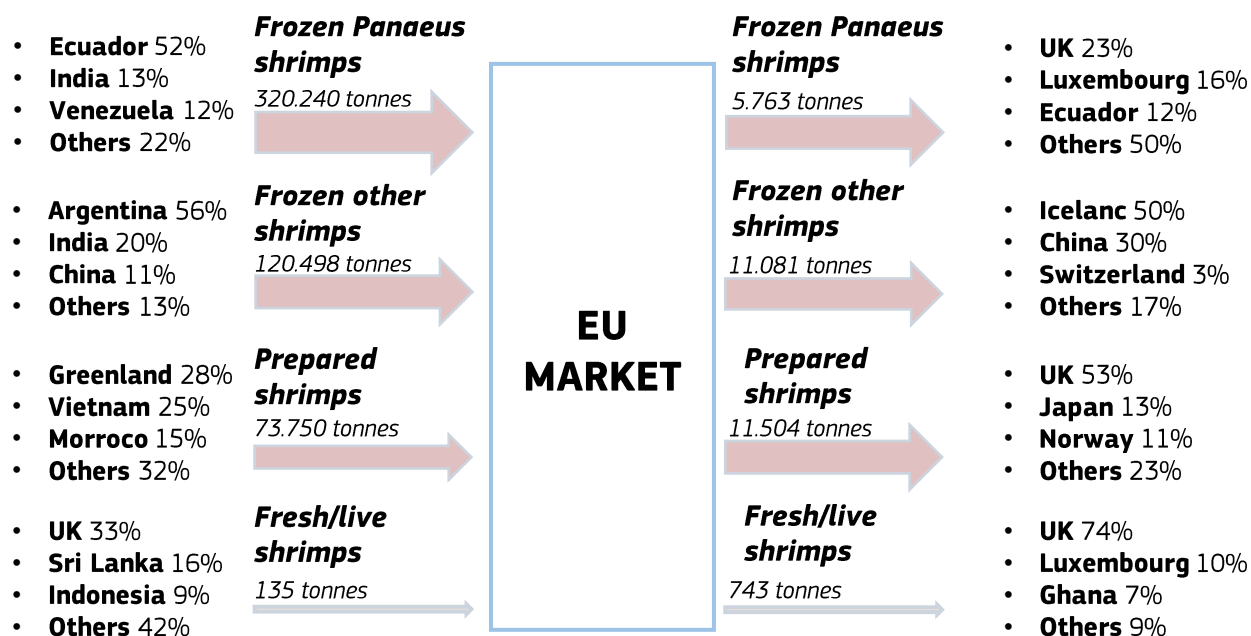 • Ecuador 52%
• India 13%
• Venezuela 12%
• Others 22%
Frozen Panaeus
shrimps
320.240 tonnes
• Argentina 56%
• India 20%
• China 11%
• Others 13%
Frozen other
shrimps
120.498 tonnes
• Greenland 28%
• Vietnam 25%
• Morroco 15%
• Others 32%
Prepared
shrimps
73.750 tonnes
• UK 33%
• Sri Lanka 16%
• Indonesia 9%
• Others 42%
Fresh/live
shrimps
135 tonnes
EU
MARKET
Frozen Panaeus
shrimps
5.763 tonnes
• UK 23%
• Luxembourg 16%
• Ecuador 12%
• Others 50%
Frozen other
shrimps
11.081 tonnes
• Icelanc 50%
• China 30%
• Switzerland 3%
• Others 17%
Prepared
shrimps
11.504 tonnes
• UK 53%
• Japan 13%
• Norway 11%
• Others 23%
Fresh/live
shrimps
743 tonnes
• UK 74%
• Luxembourg 10%
• Ghana 7%
• Others 9%